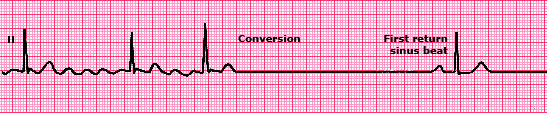 II
Conversion
First return
sinus beat